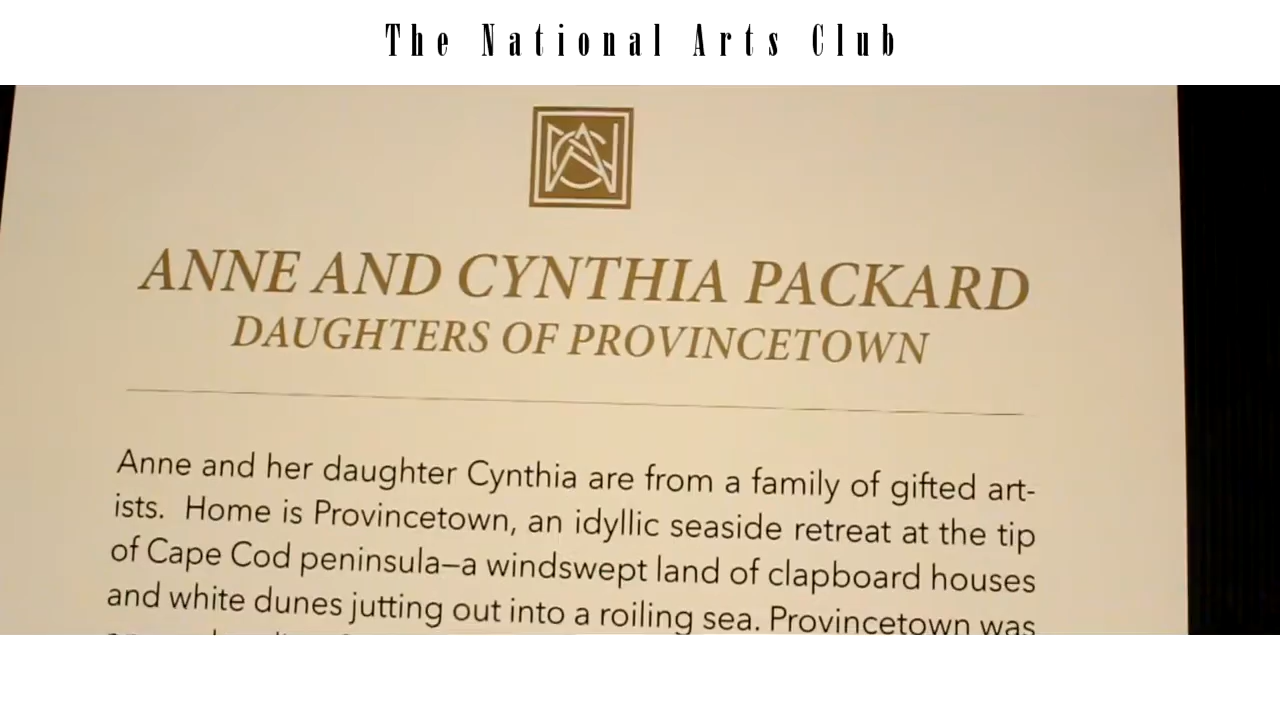 The National Arts Club
ANNE AND CYNTHIA PACKARD
DAUGHTERS OF PROVINCETOWN
Anne and her daughter Cynthia are from a family of gifted art-
ists. Home is Provincetown, an idyllic seaside retreat at the tip
of Cape Cod peninsula—a windswept land of clapboard houses
and white dunes jutting out into a roiling sea. Provincetown was